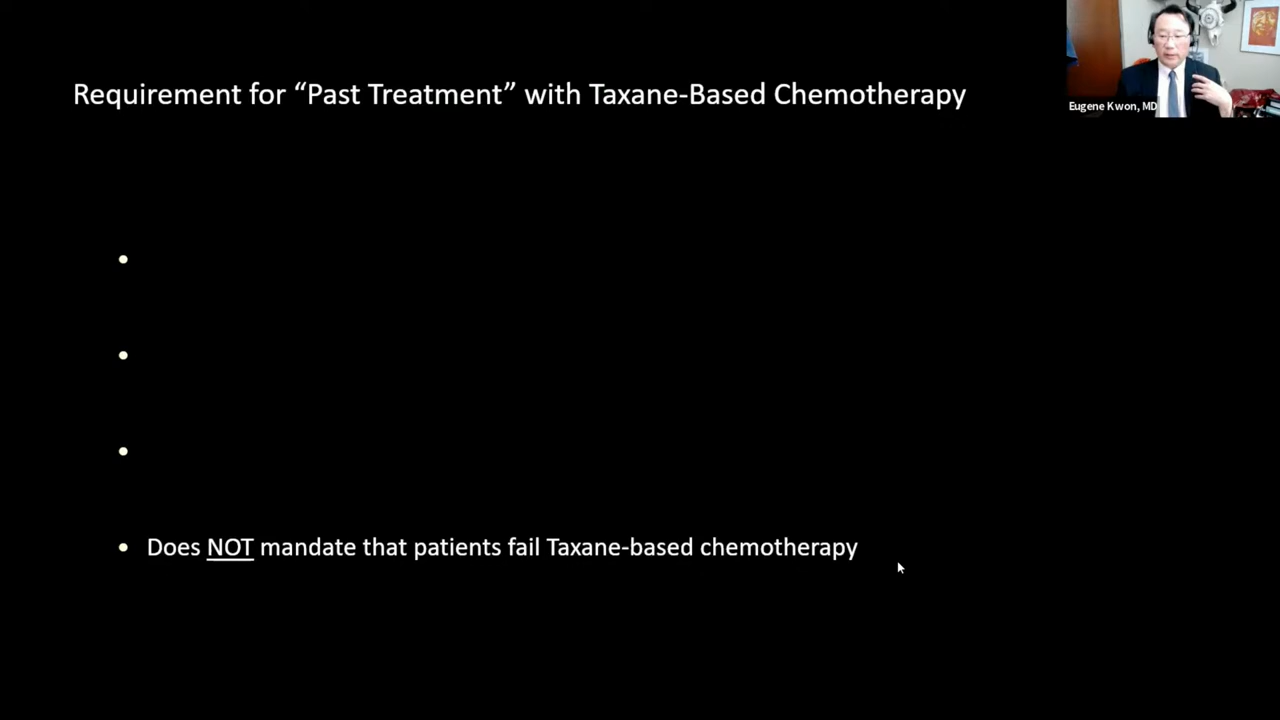 Requirement for “Past Treatment” with Taxane-Based Chemotherapy
Eugene Kwon, MD
• Does NOT mandate that patients fail Taxane-based chemotherapy